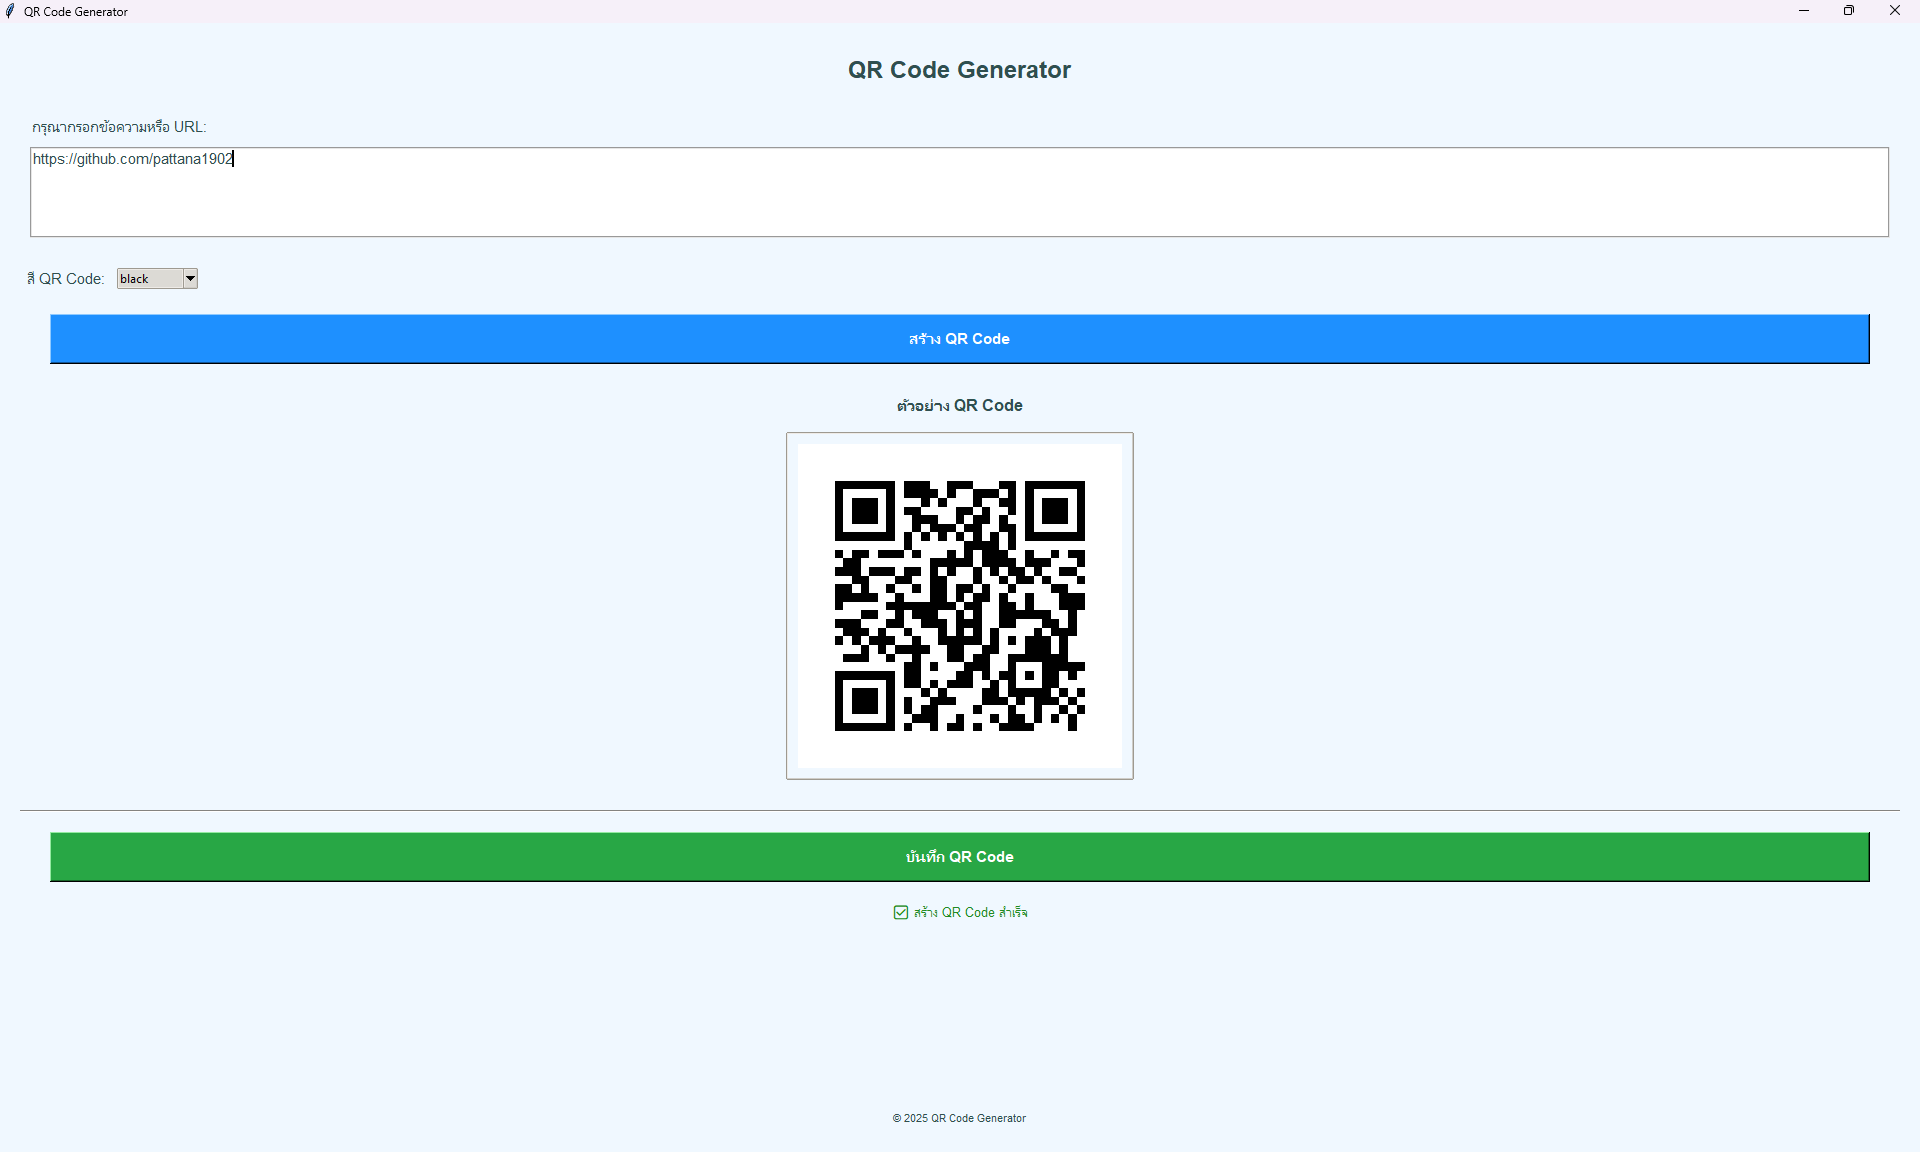 QR Code Generator
QR Code Generator
กรุณากรอกข้อความหรือ URL:
https://github.com/pattana1902
สี QR Code:
black
สร้าง QR Code
ตัวอย่าง QR Code
บันทึก QR Code
สร้าง QR Code สำเร็จ
© 2025 QR Code Generator